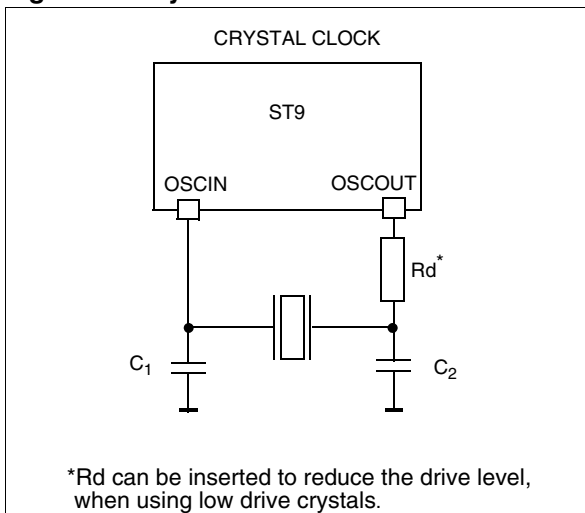 CRYSTAL CLOCK
ST9
OSCIN
OSCOUT
Rd*
C1
C2
*Rd can be inserted to reduce the drive level,
when using low drive crystals.